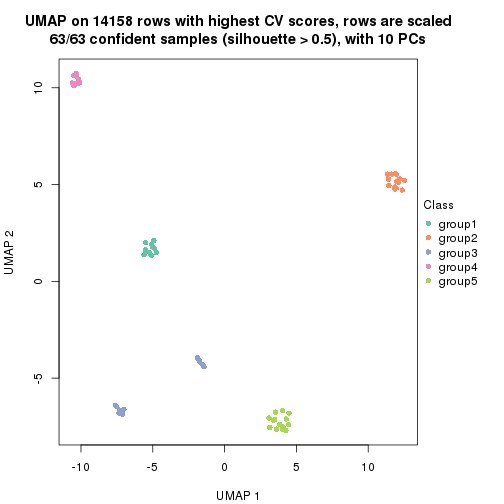 UMAP on 14158 rows with highest CV scores, rows are scaled
63/63 confident samples (silhouette > 0.5), with 10 PCs
10
5
0
-5
UMAP 2
-10
-5
0
5
10
UMAP 1
Class
group1
group2
group3
group4
group5